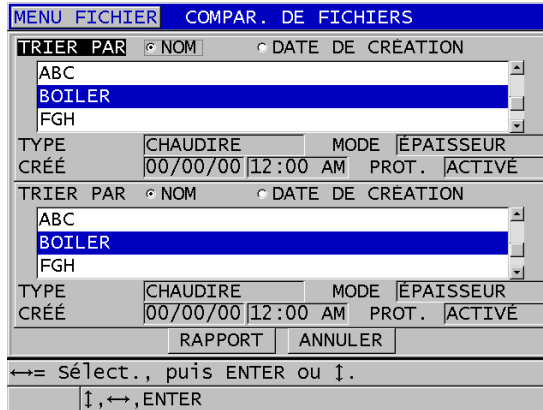 MENU FICHIER COMPAR. DE FICHIERS
TRIER PAR NOM DATE DE CRÉATION
ABC
BOILER
FGH
TYPE CHAUDIRE MODE ÉPAISSEUR
CRÉÉ 00/00/00 12:00 AM PROT. ACTIVÉ
TRIER PAR NOM DATE DE CRÉATION
ABC
BOILER
FGH
TYPE CHAUDIRE MODE ÉPAISSEUR
CRÉÉ 00/00/00 12:00 AM PROT. ACTIVÉ
RAPPORT ANNULER
↔= Sélect., puis ENTER ou ↕.
↕,↔,ENTER